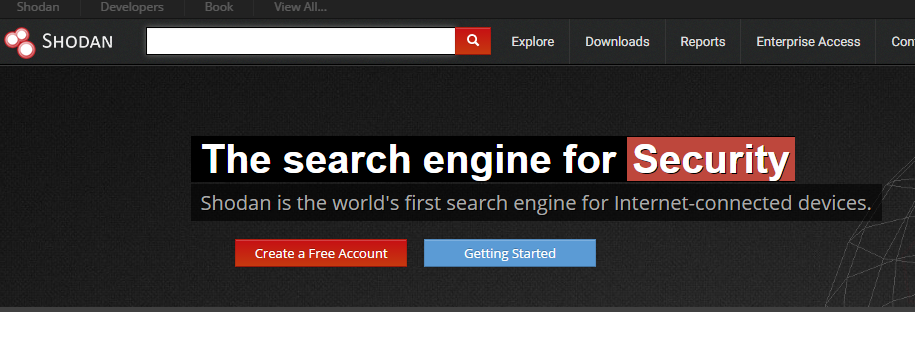 Shodan Developers Book View All...
SHODAN Explore Downloads Reports Enterprise Access
The search engine for Security
Shodan is the world's first search engine for Internet-connected devices.
Create a Free Account Getting Started